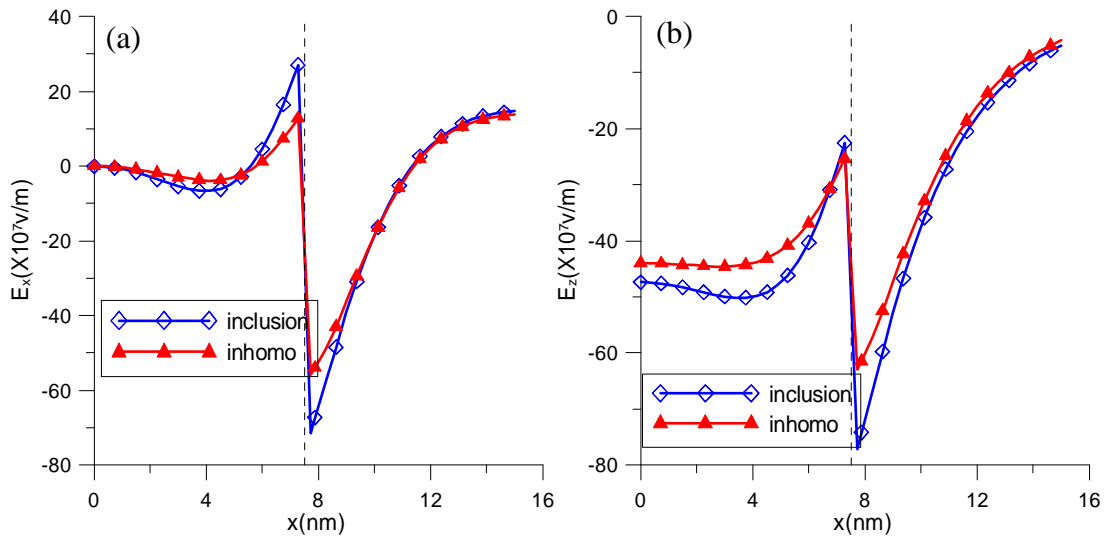 (a)
40
20
0
-20
-40
-60
-80
Eₓ(X10⁷v/m)
inclusion
inhomo
0 4 8 12 16
x(nm)
(b)
0
-20
-40
-60
-80
E_z(X10⁷v/m)
inclusion
inhomo
0 4 8 12 16
x(nm)